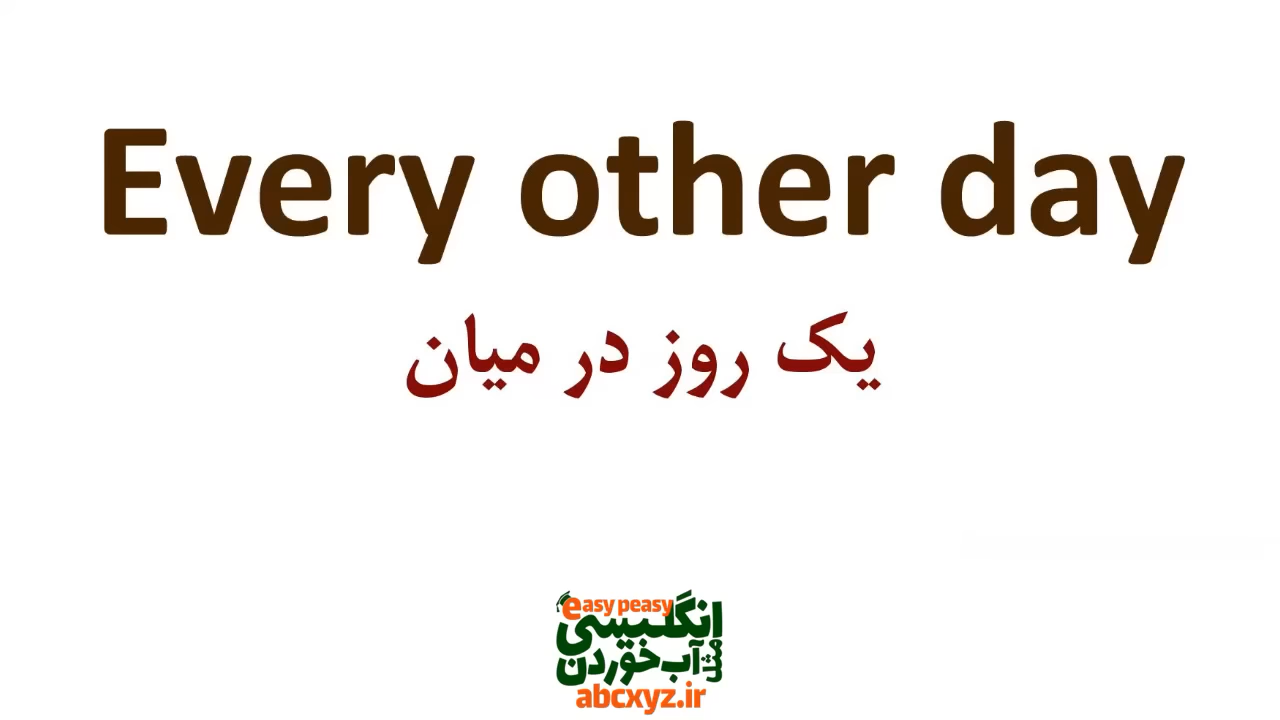 Every other day
یک روز در میان
easy peasy
انگلیسی
مثل آب خوردن
abcxyz.ir